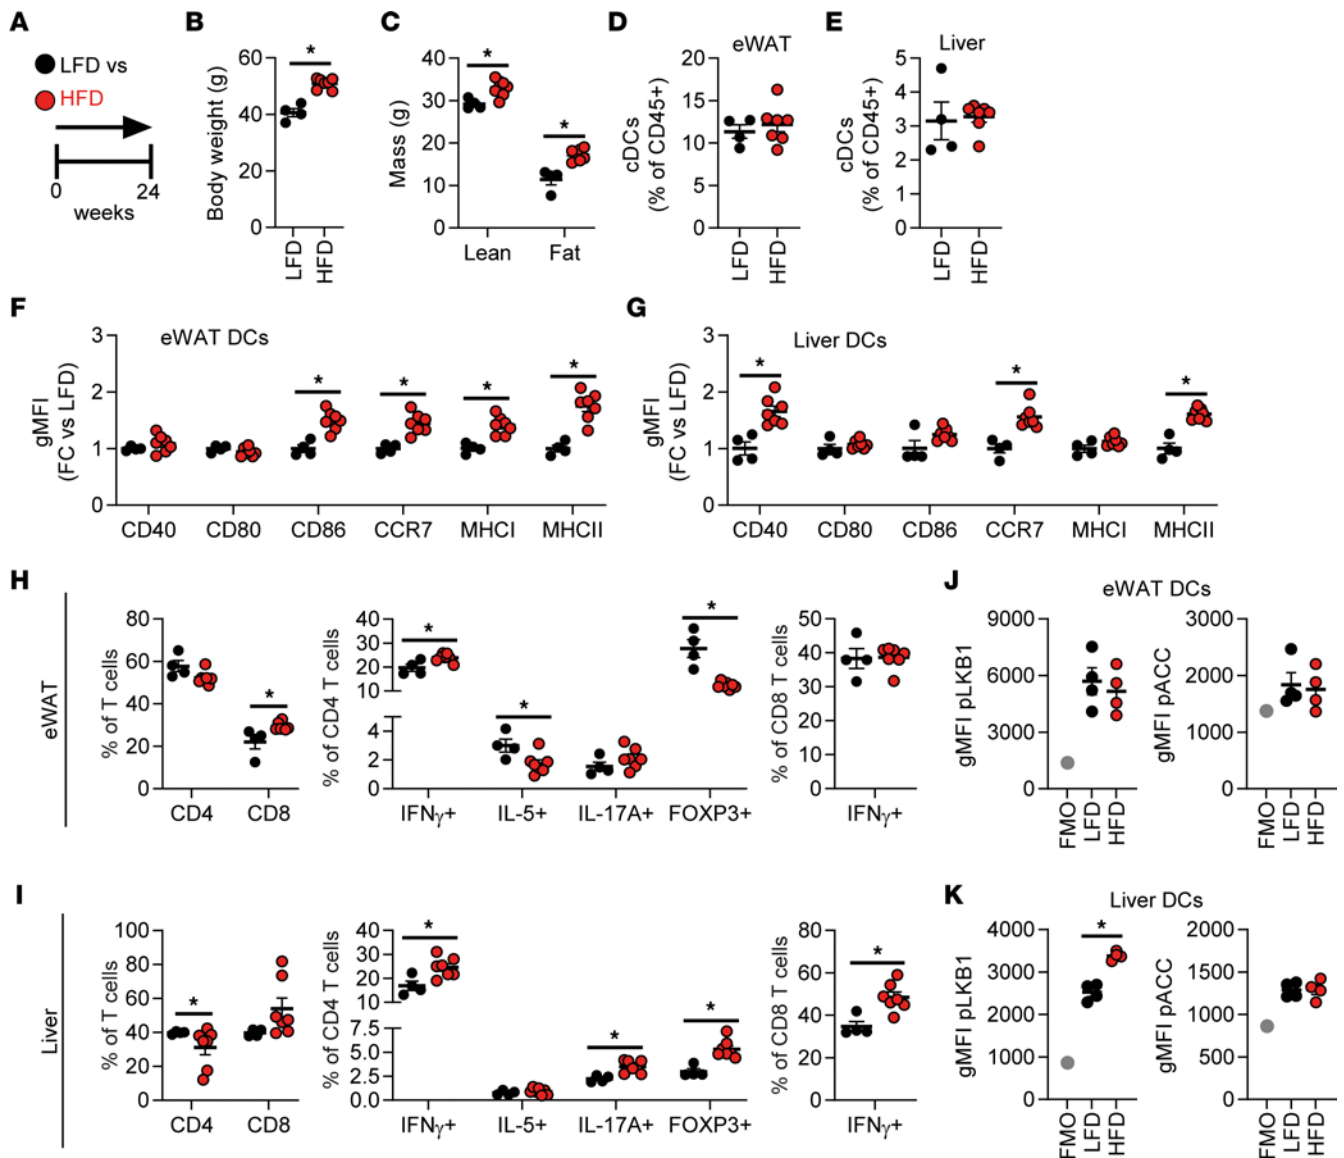 A
LFD vs
HFD
0 24
weeks
B
*
Body weight (g)
60
40
20
0
LFD
HFD
C
*
*
Mass (g)
40
30
20
10
0
Lean Fat
D
eWAT
cDCs
(% of CD45+)
20
15
10
5
0
LFD
HFD
E
Liver
cDCs
(% of CD45+)
5
4
3
2
1
0
LFD
HFD
F
eWAT DCs
gMFI
(FC vs LFD)
3
2
1
0
* * * *
CD40 CD80 CD86 CCR7 MHCI MHCII
G
Liver DCs
gMFI
(FC vs LFD)
3
2
1
0
* * *
CD40 CD80 CD86 CCR7 MHCI MHCII
H
eWAT
% of T cells
80
60
40
20
0
*
CD4 CD8
% of CD4 T cells
40
30
20
10
4
2
0
* * *
IFNγ+ IL-5+ IL-17A+ FOXP3+
% of CD8 T cells
50
40
30
20
10
0
IFNγ+
J
eWAT DCs
gMFI pLKB1
9000
6000
3000
0
FMO
LFD
HFD
gMFI pACC
3000
2000
1000
0
FMO
LFD
HFD
I
Liver
% of T cells
100
80
60
40
20
0
*
CD4 CD8
% of CD4 T cells
40
30
20
10
7.5
5.0
2.5
0.0
* * *
IFNγ+ IL-5+ IL-17A+ FOXP3+
% of CD8 T cells
80
60
40
20
*
IFNγ+
K
Liver DCs
gMFI pLKB1
4000
3000
2000
1000
0
*
FMO
LFD
HFD
gMFI pACC
2000
1500
1000
500
0
FMO
LFD
HFD